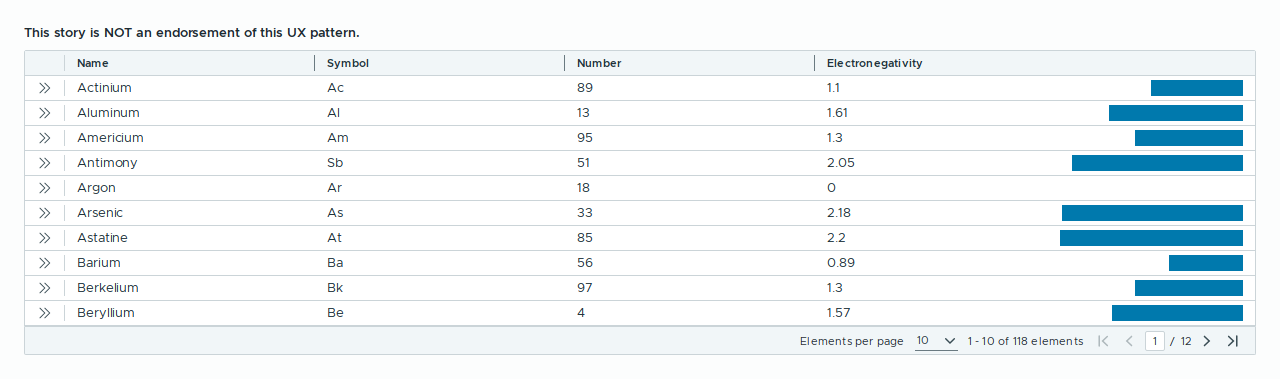 This story is NOT an endorsement of this UX pattern.
Name Symbol Number Electronegativity
Actinium Ac 89 1.1
Aluminum Al 13 1.61
Americium Am 95 1.3
Antimony Sb 51 2.05
Argon Ar 18 0
Arsenic As 33 2.18
Astatine At 85 2.2
Barium Ba 56 0.89
Berkelium Bk 97 1.3
Beryllium Be 4 1.57
Elements per page 10 1 - 10 of 118 elements 1 / 12